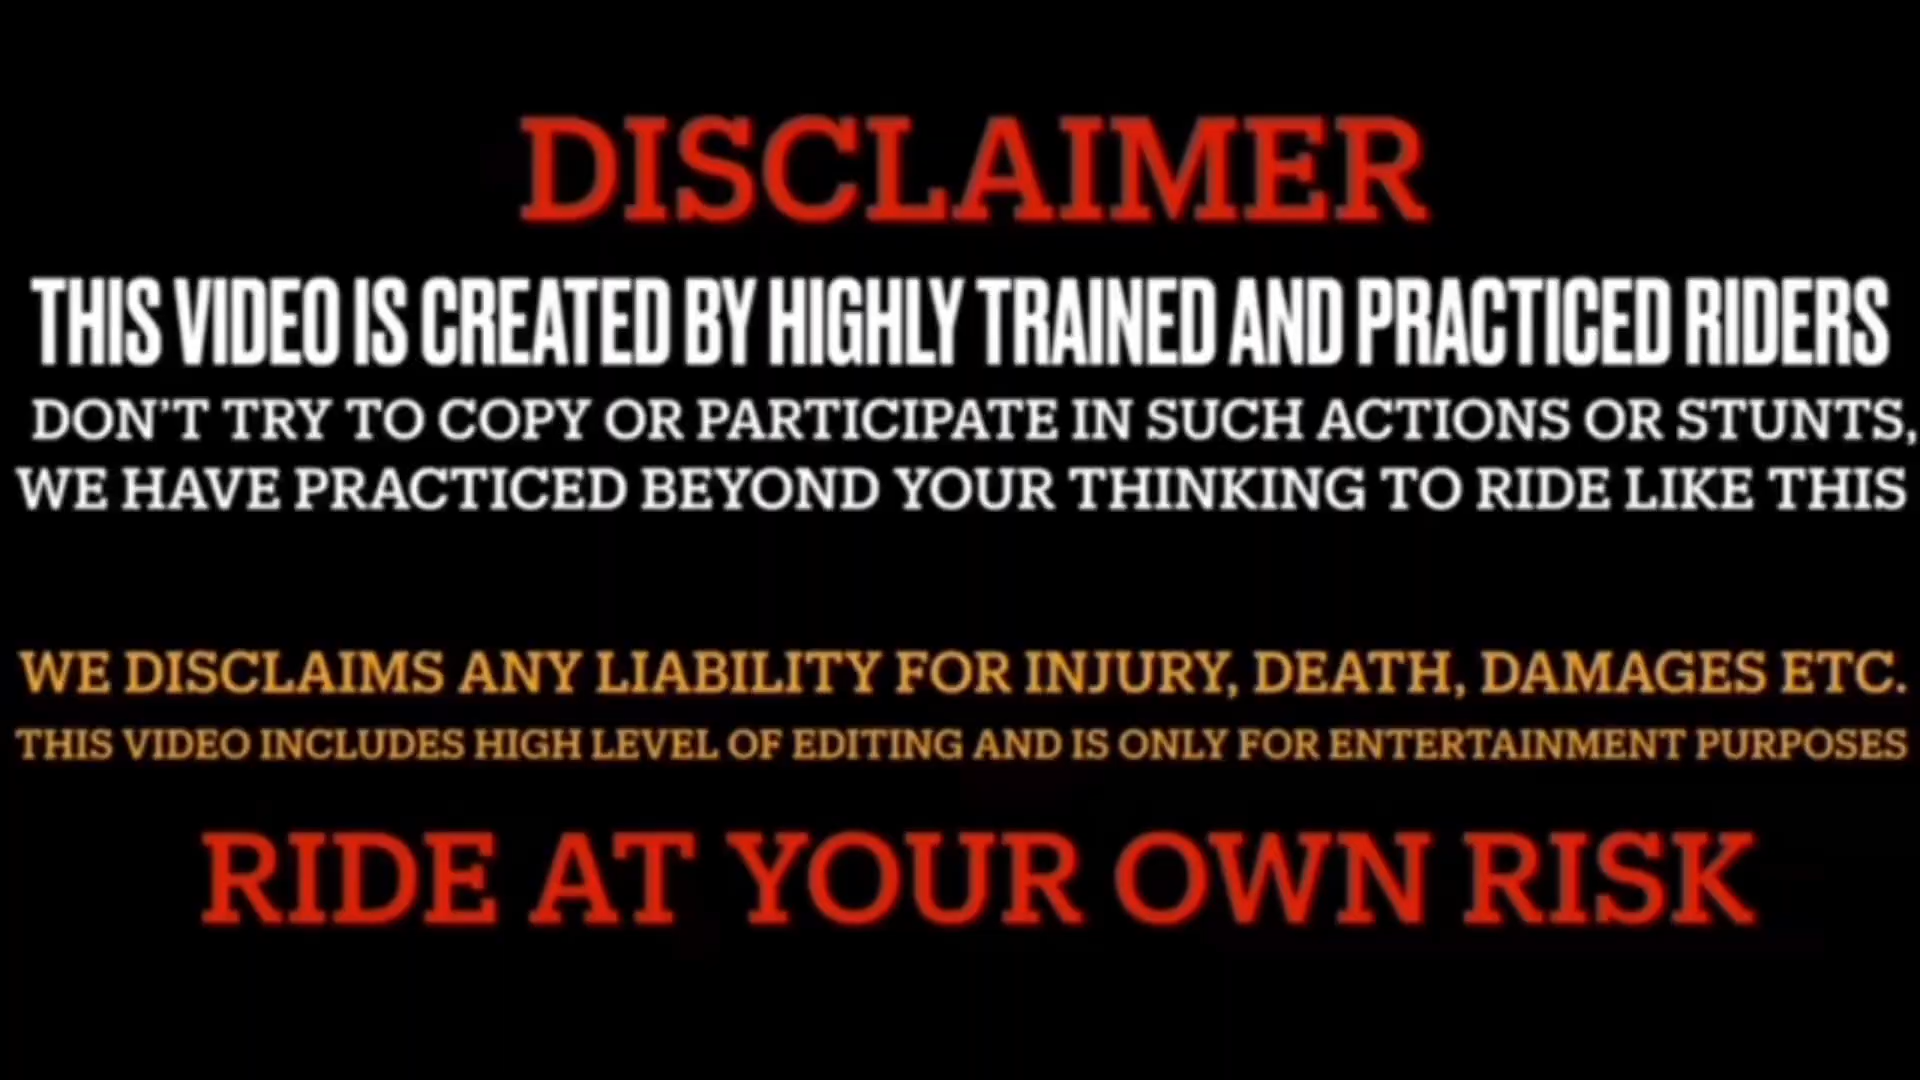 DISCLAIMER
THIS VIDEO IS CREATED BY HIGHLY TRAINED AND PRACTICED RIDERS
DON'T TRY TO COPY OR PARTICIPATE IN SUCH ACTIONS OR STUNTS,
WE HAVE PRACTICED BEYOND YOUR THINKING TO RIDE LIKE THIS
WE DISCLAIMS ANY LIABILITY FOR INJURY, DEATH, DAMAGES ETC.
THIS VIDEO INCLUDES HIGH LEVEL OF EDITING AND IS ONLY FOR ENTERTAINMENT PURPOSES
RIDE AT YOUR OWN RISK